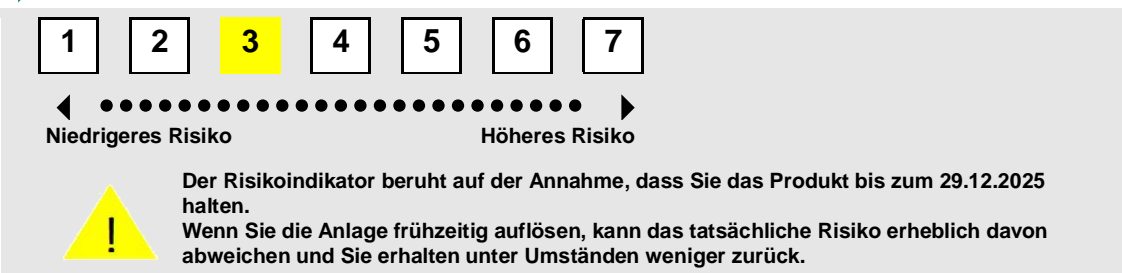 1 2 3 4 5 6 7
Niedrigeres Risiko Höheres Risiko
Der Risikoindikator beruht auf der Annahme, dass Sie das Produkt bis zum 29.12.2025
halten.
! Wenn Sie die Anlage frühzeitig auflösen, kann das tatsächliche Risiko erheblich davon
abweichen und Sie erhalten unter Umständen weniger zurück.